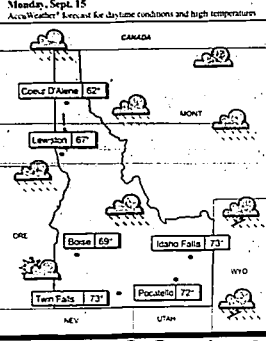 Monday, Sept. 15
AccuWeather® forecast for daytime conditions and high temperatures
CANADA
Coeur D'Alene 62°
MONT
Lewiston 67°
ORE
Boise 69°
Idaho Falls 73°
WYO
Twin Falls 73°
Pocatello 72°
NEV
UTAH